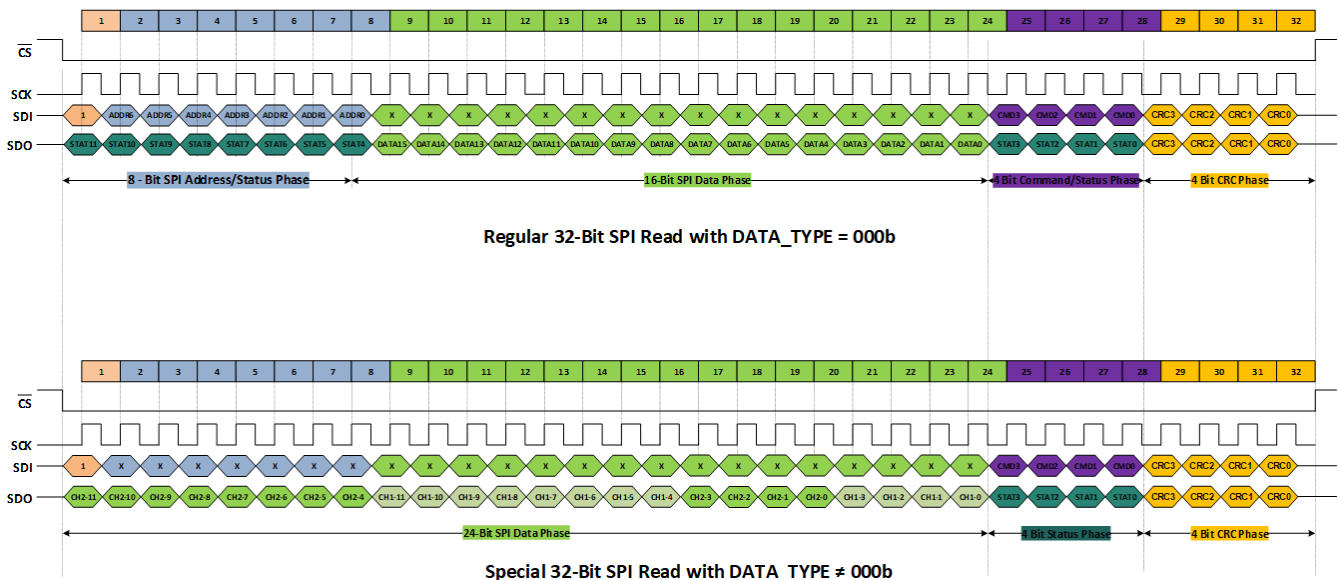 1 2 3 4 5 6 7 8 9 10 11 12 13 14 15 16 17 18 19 20 21 22 23 24 25 26 27 28 29 30 31 32
CS
SCK
SDI 1 ADDR6 ADDR5 ADDR4 ADDR3 ADDR2 ADDR1 ADDR0 X X X X X X X X X X X X X X X X CMD3 CMD2 CMD1 CMD0 CRC3 CRC2 CRC1 CRC0
SDO STAT11 STAT10 STAT9 STAT8 STAT7 STAT6 STAT5 STAT4 DATA15 DATA14 DATA13 DATA12 DATA11 DATA10 DATA9 DATA8 DATA7 DATA6 DATA5 DATA4 DATA3 DATA2 DATA1 DATA0 STAT3 STAT2 STAT1 STAT0 CRC3 CRC2 CRC1 CRC0
8 - Bit SPI Address/Status Phase 16-Bit SPI Data Phase 4 Bit Command/Status Phase 4 Bit CRC Phase
Regular 32-Bit SPI Read with DATA_TYPE = 000b
1 2 3 4 5 6 7 8 9 10 11 12 13 14 15 16 17 18 19 20 21 22 23 24 25 26 27 28 29 30 31 32
CS
SCK
SDI 1 X X X X X X X X X X X X X X X X X X X X X X X CMD3 CMD2 CMD1 CMD0 CRC3 CRC2 CRC1 CRC0
SDO CH2-11 CH2-10 CH2-9 CH2-8 CH2-7 CH2-6 CH2-5 CH2-4 CH1-11 CH1-10 CH1-9 CH1-8 CH1-7 CH1-6 CH1-5 CH1-4 CH2-3 CH2-2 CH2-1 CH2-0 CH1-3 CH1-2 CH1-1 CH1-0 STAT3 STAT2 STAT1 STAT0 CRC3 CRC2 CRC1 CRC0
24-Bit SPI Data Phase 4 Bit Status Phase 4 Bit CRC Phase
Special 32-Bit SPI Read with DATA_TYPE ≠ 000b